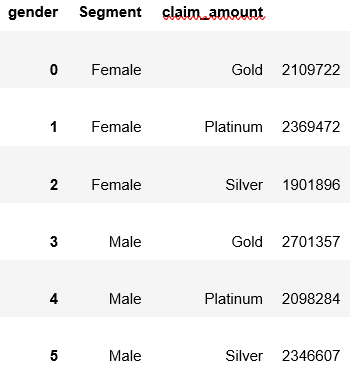 gender Segment claim_amount
0 Female Gold 2109722
1 Female Platinum 2369472
2 Female Silver 1901896
3 Male Gold 2701357
4 Male Platinum 2098284
5 Male Silver 2346607